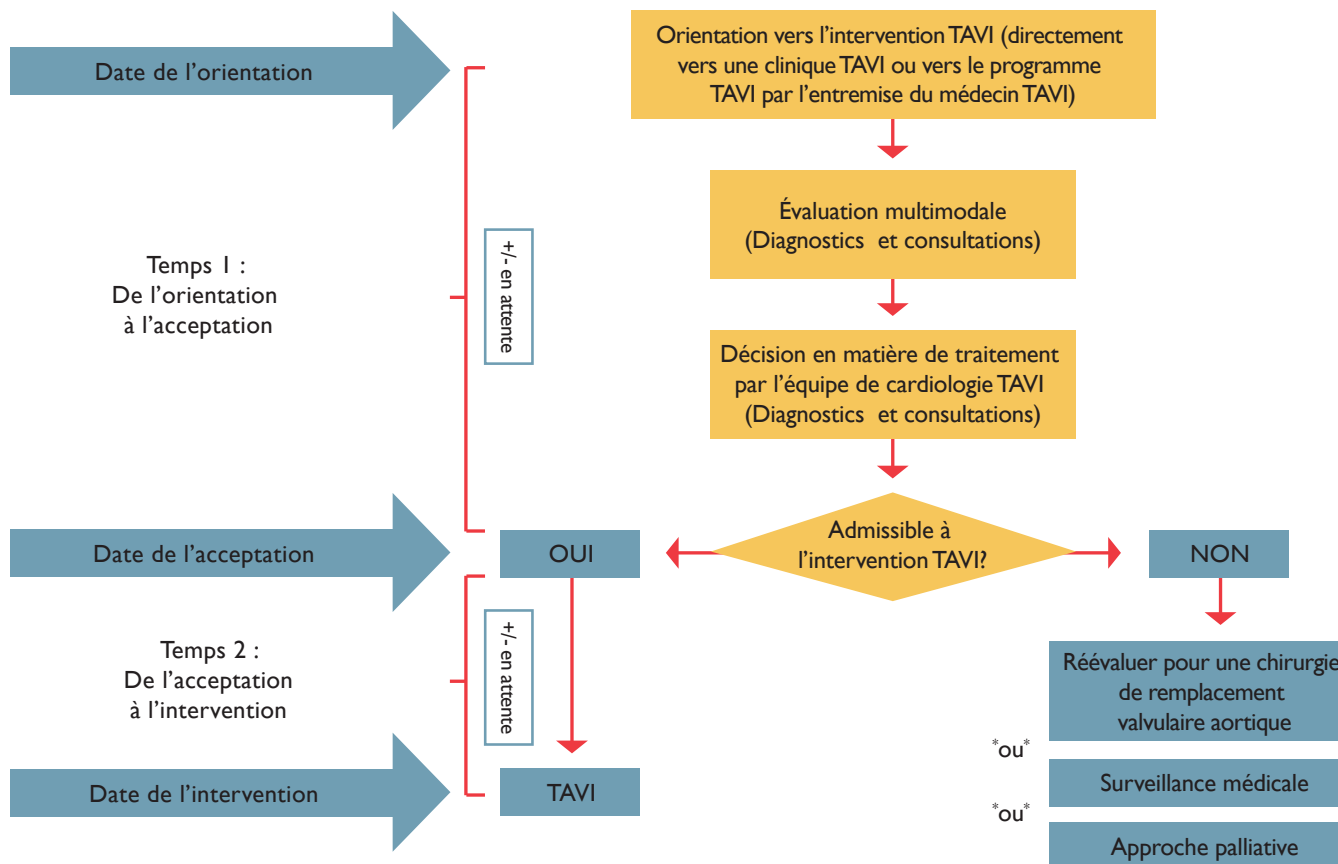 Date de l'orientation
Orientation vers l'intervention TAVI (directement
vers une clinique TAVI ou vers le programme
TAVI par l'entremise du médecin TAVI)
Évaluation multimodale
(Diagnostics et consultations)
Temps 1 :
De l'orientation
à l'acceptation
+/- en attente
Décision en matière de traitement
par l'équipe de cardiologie TAVI
(Diagnostics et consultations)
Date de l'acceptation
OUI
Admissible à
l'intervention TAVI?
NON
Temps 2 :
De l'acceptation
à l'intervention
+/- en attente
Réévaluer pour une chirurgie
de remplacement
valvulaire aortique
*ou*
Date de l'intervention
TAVI
Surveillance médicale
*ou*
Approche palliative